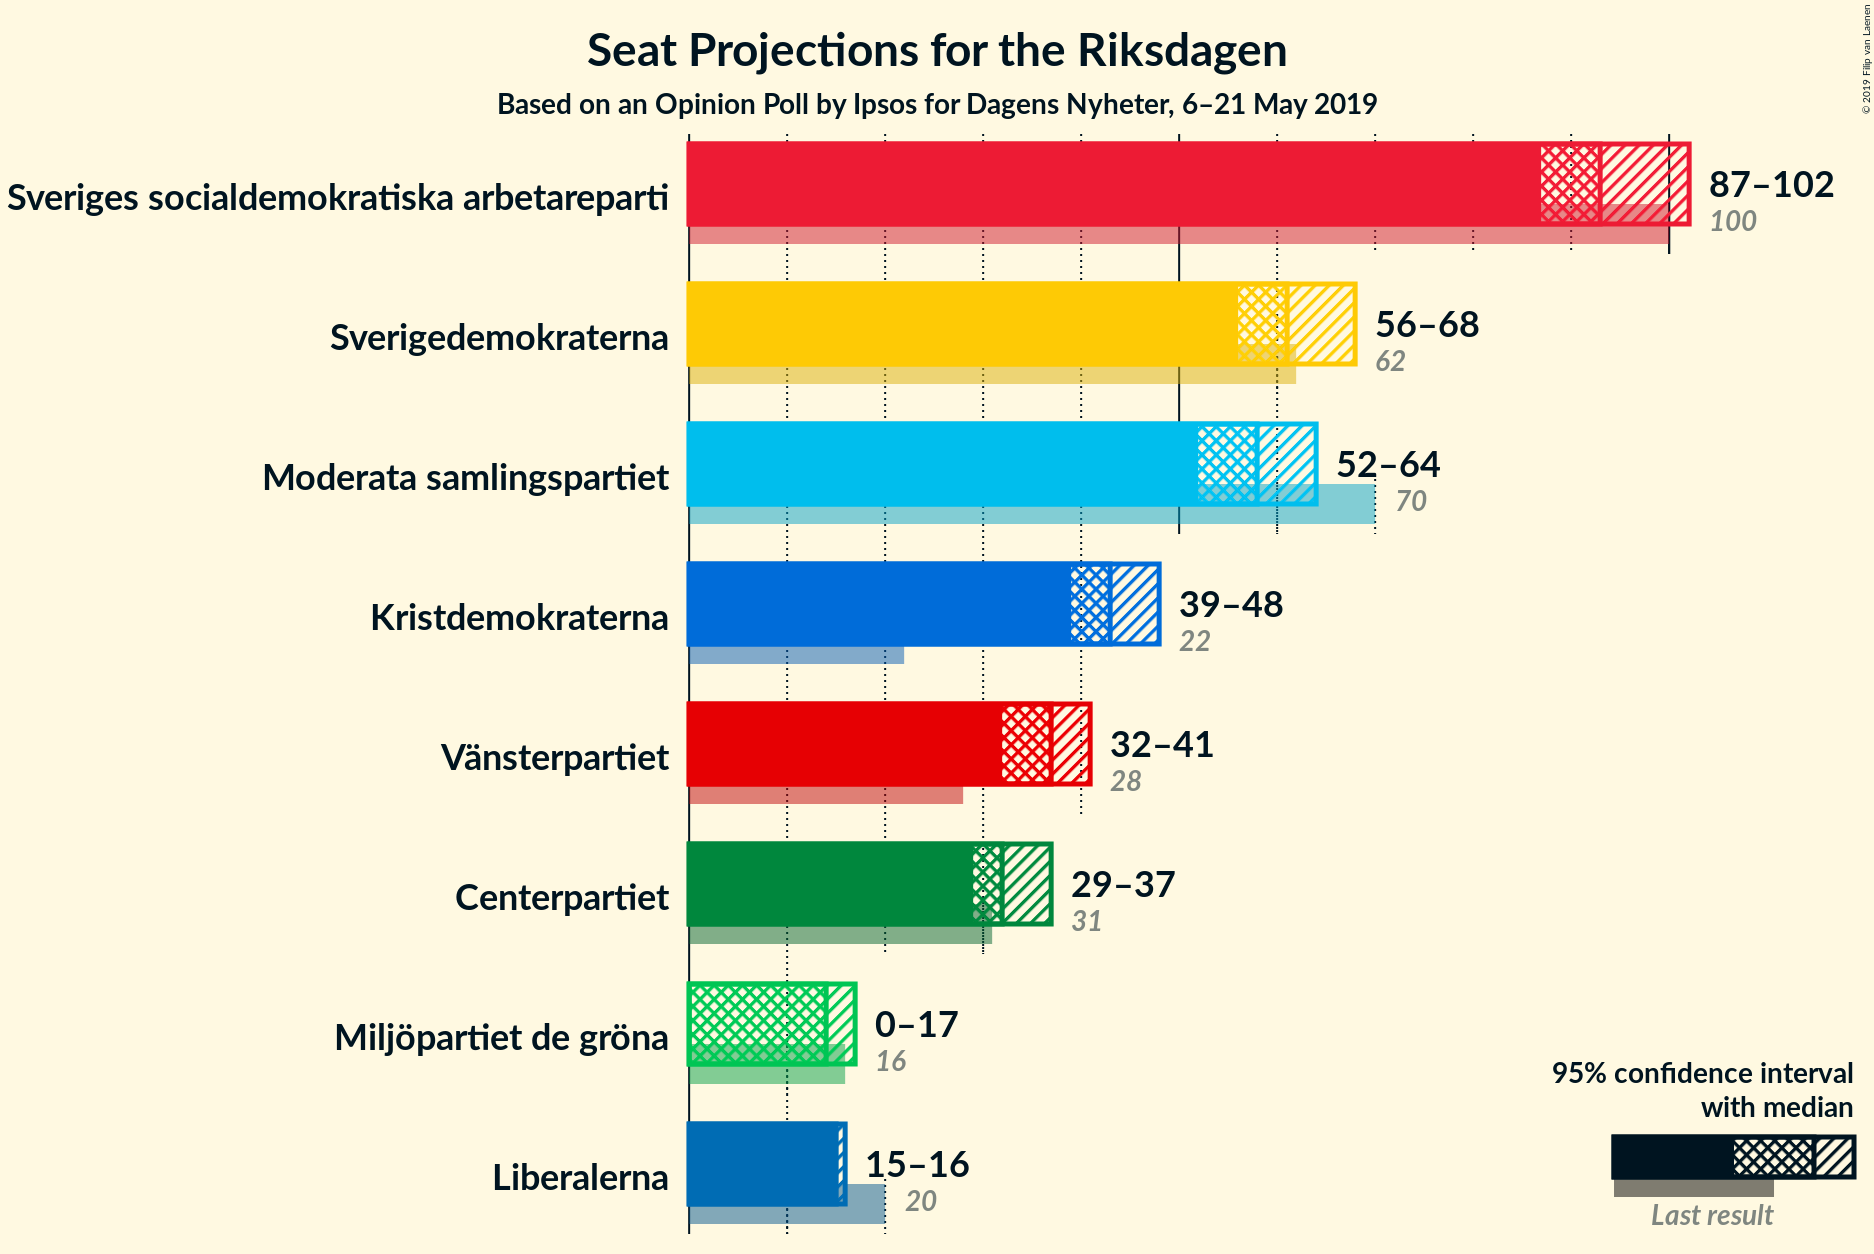 Seat Projections for the Riksdagen
Based on an Opinion Poll by Ipsos for Dagens Nyheter, 6–21 May 2019
© 2019 Filip van Laenen
Sveriges socialdemokratiska arbetareparti
87–102
100
Sverigedemokraterna
56–68
62
Moderata samlingspartiet
52–64
70
Kristdemokraterna
39–48
22
Vänsterpartiet
32–41
28
Centerpartiet
29–37
31
Miljöpartiet de gröna
0–17
16
Liberalerna
15–16
20
95% confidence interval
with median
Last result